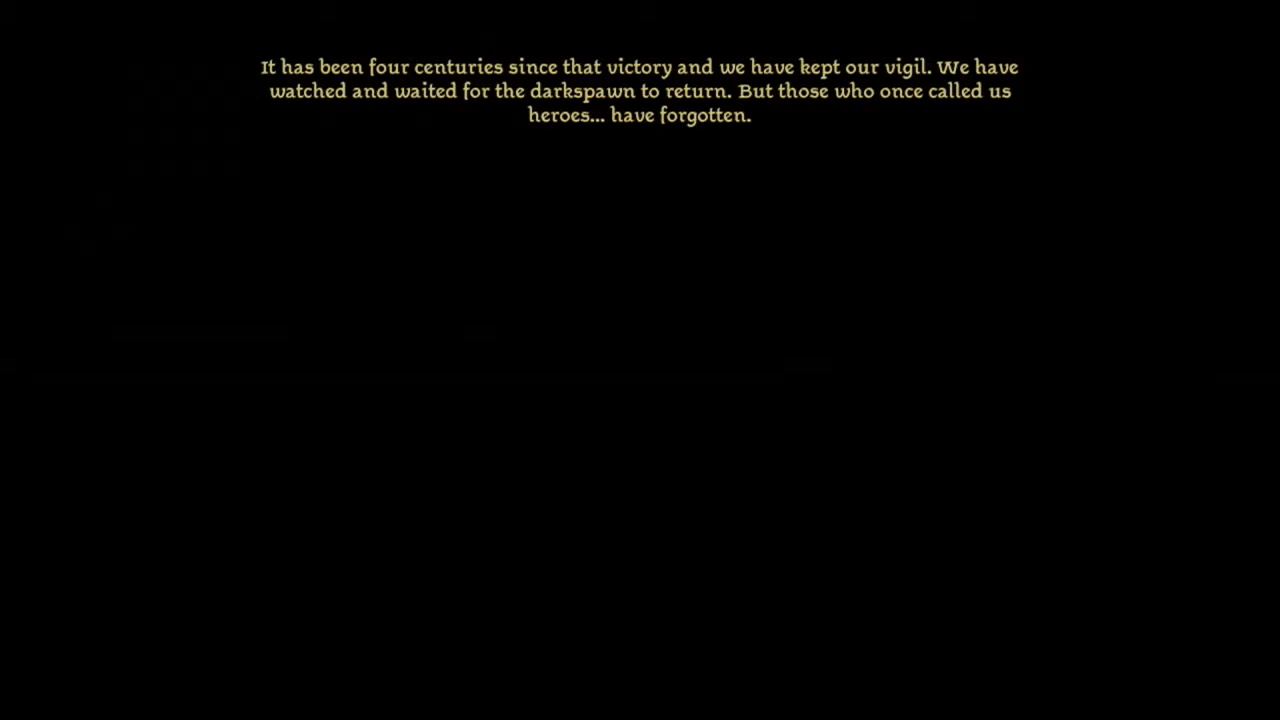 It has been four centuries since that victory and we have kept our vigil. We have
watched and waited for the darkspawn to return. But those who once called us
heroes... have forgotten.